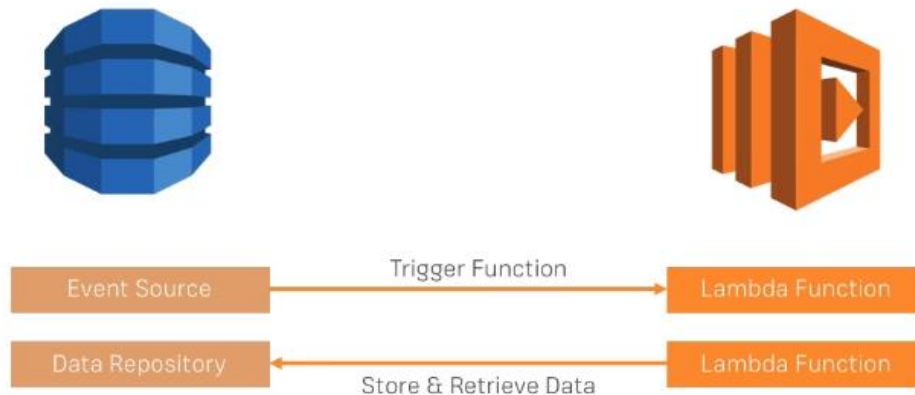 Trigger Function
Event Source
Lambda Function
Data Repository
Lambda Function
Store & Retrieve Data